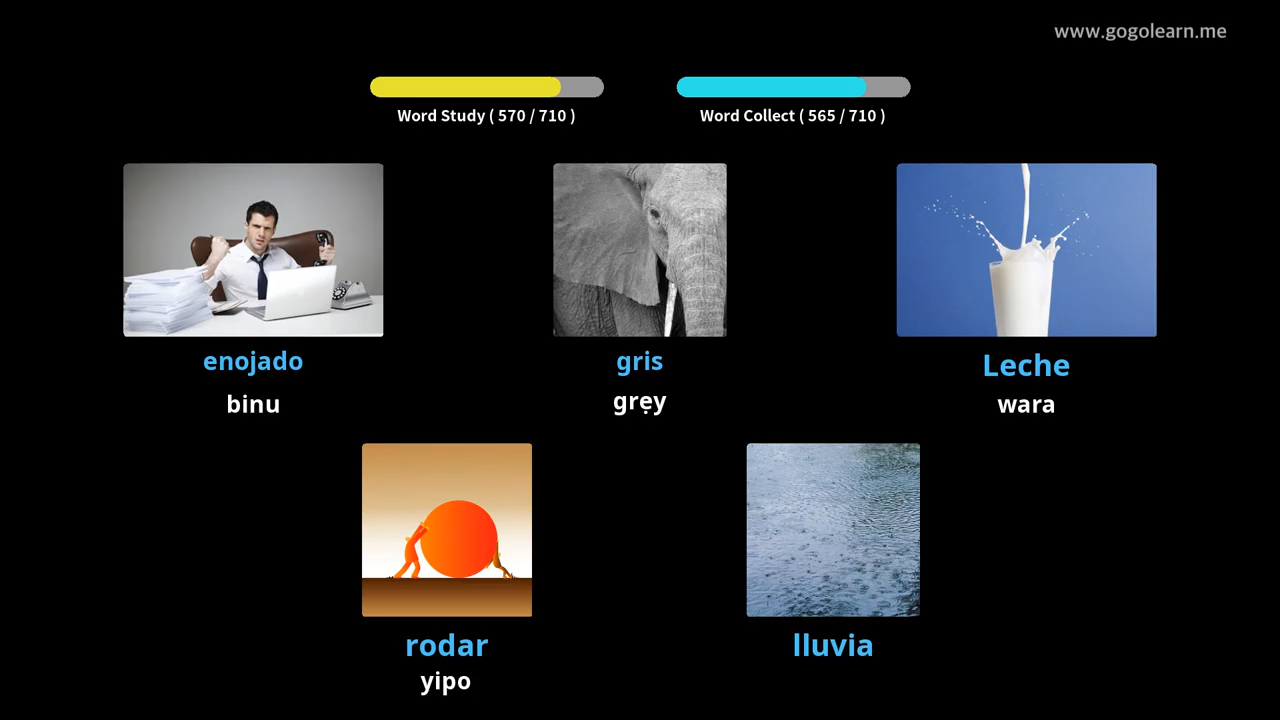 www.gogolearn.me
Word Study ( 570 / 710 )
Word Collect ( 565 / 710 )
enojado
binu
gris
grẹy
Leche
wara
rodar
yipo
lluvia